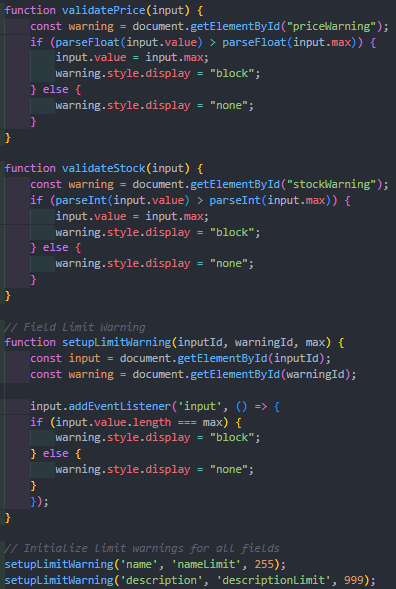 function validatePrice(input) {
    const warning = document.getElementById("priceWarning");
    if (parseFloat(input.value) > parseFloat(input.max)) {
        input.value = input.max;
        warning.style.display = "block";
    } else {
        warning.style.display = "none";
    }
}

function validateStock(input) {
    const warning = document.getElementById("stockWarning");
    if (parseInt(input.value) > parseInt(input.max)) {
        input.value = input.max;
        warning.style.display = "block";
    } else {
        warning.style.display = "none";
    }
}

// Field Limit Warning
function setupLimitWarning(inputId, warningId, max) {
    const input = document.getElementById(inputId);
    const warning = document.getElementById(warningId);

    input.addEventListener('input', () => {
    if (input.value.length === max) {
        warning.style.display = "block";
    } else {
        warning.style.display = "none";
    }
    });
}

// Initialize limit warnings for all fields
setupLimitWarning('name', 'nameLimit', 255);
setupLimitWarning('description', 'descriptionLimit', 999);